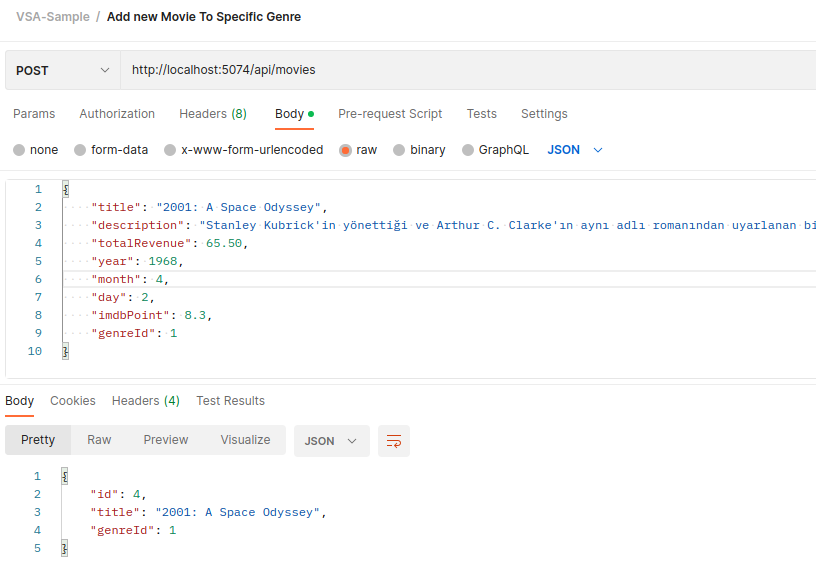 VSA-Sample / Add new Movie To Specific Genre
POST http://localhost:5074/api/movies
Params Authorization Headers (8) Body Pre-request Script Tests Settings
none form-data x-www-form-urlencoded raw binary GraphQL JSON
1 {
2 "title": "2001: A Space Odyssey",
3 "description": "Stanley Kubrick'in yönettiği ve Arthur C. Clarke'ın aynı adlı romanından uyarlanan bi
4 "totalRevenue": 65.50,
5 "year": 1968,
6 "month": 4,
7 "day": 2,
8 "imdbPoint": 8.3,
9 "genreId": 1
10 }
Body Cookies Headers (4) Test Results
Pretty Raw Preview Visualize JSON
1 {
2 "id": 4,
3 "title": "2001: A Space Odyssey",
4 "genreId": 1
5 }